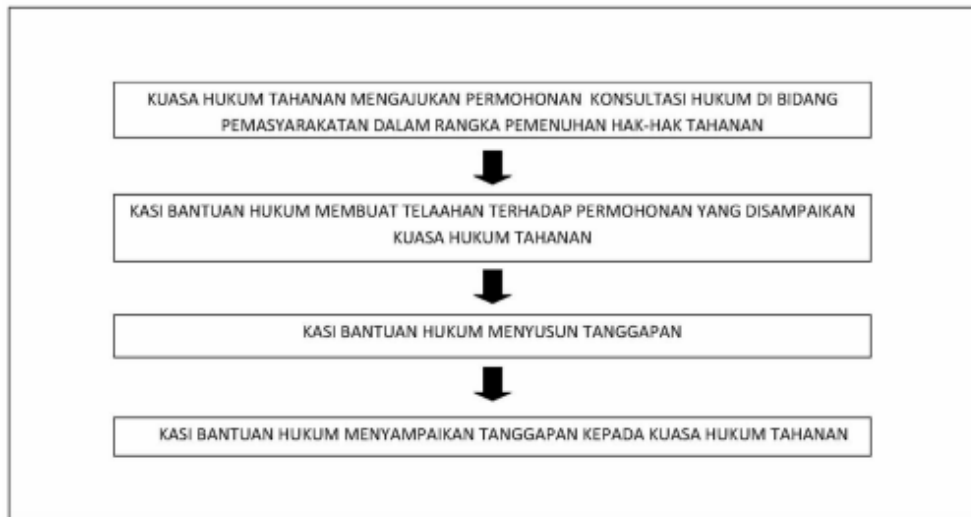 KUASA HUKUM TAHANAN MENGAJUKAN PERMOHONAN KONSULTASI HUKUM DI BIDANG
PEMASYARAKATAN DALAM RANGKA PEMENUHAN HAK-HAK TAHANAN
KASI BANTUAN HUKUM MEMBUAT TELAAHAN TERHADAP PERMOHONAN YANG DISAMPAIKAN
KUASA HUKUM TAHANAN
KASI BANTUAN HUKUM MENYUSUN TANGGAPAN
KASI BANTUAN HUKUM MENYAMPAIKAN TANGGAPAN KEPADA KUASA HUKUM TAHANAN